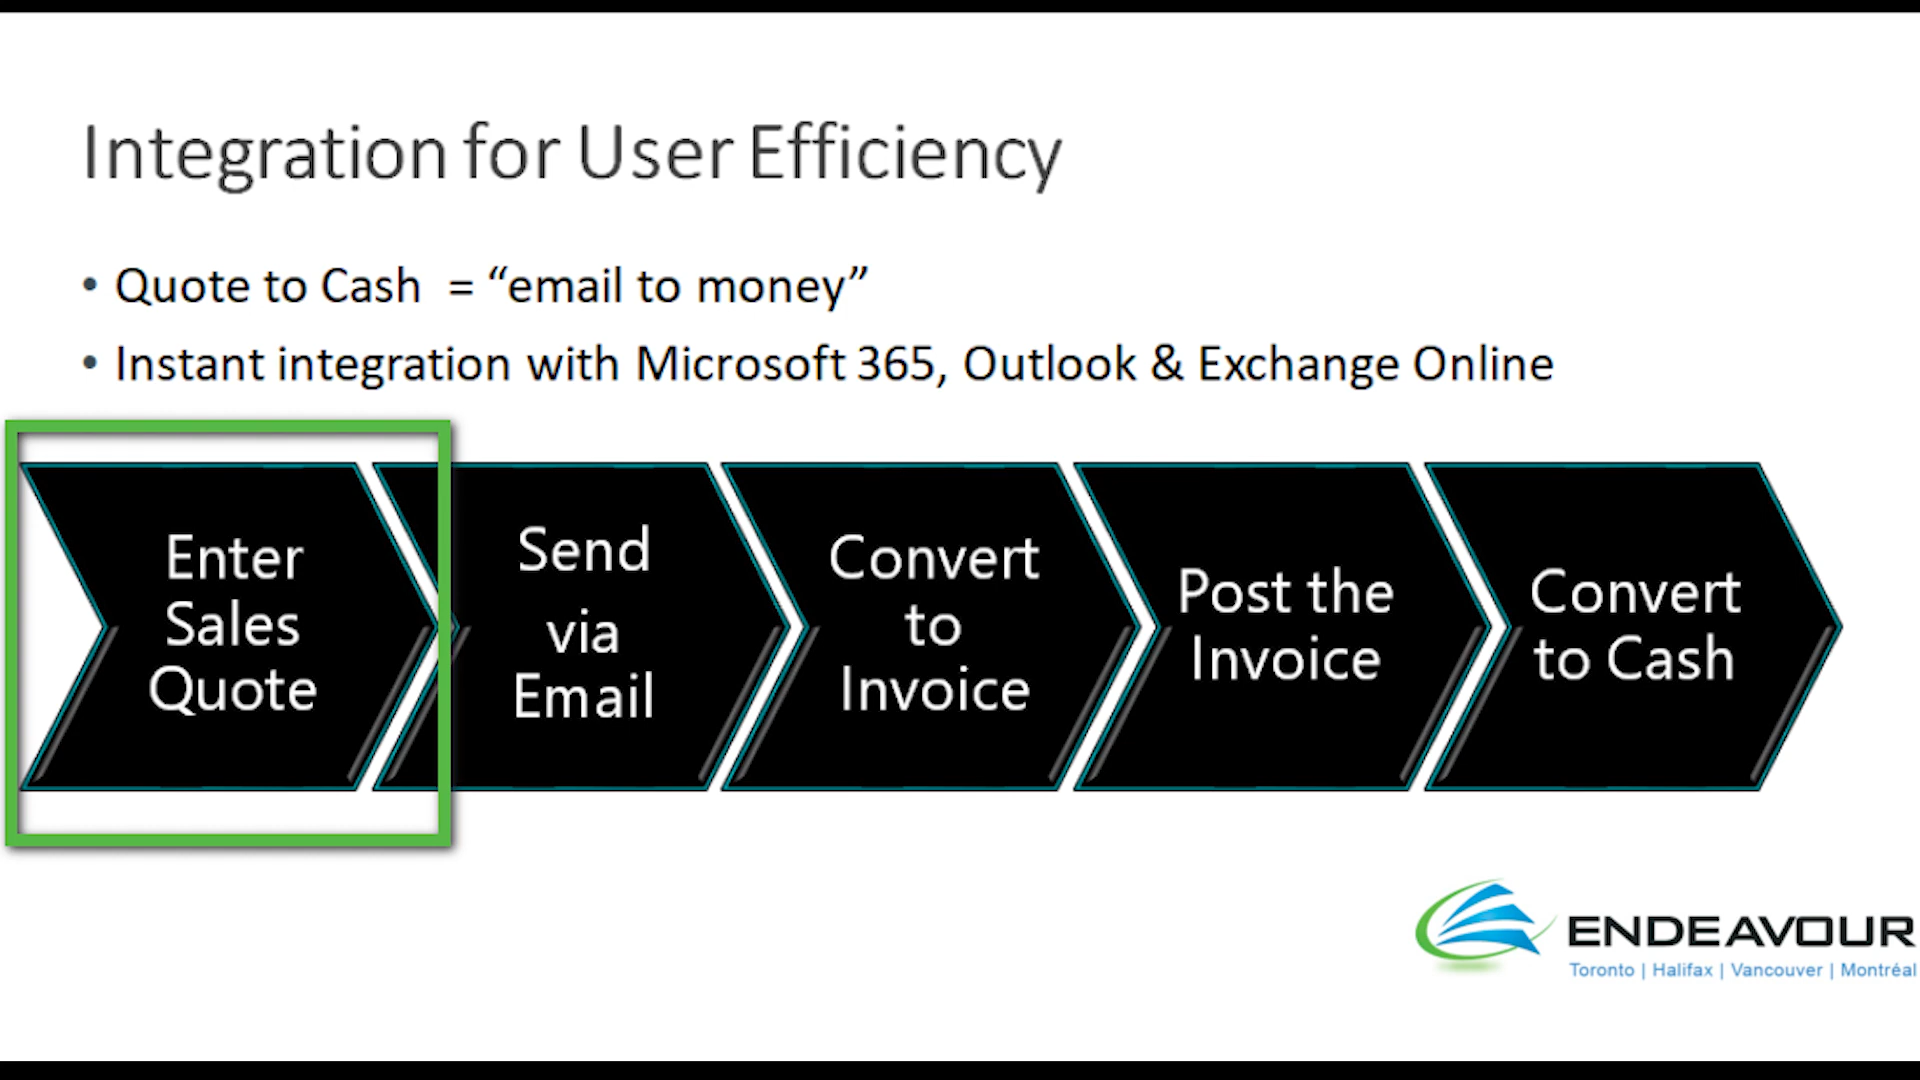 Integration for User Efficiency
• Quote to Cash = “email to money”
• Instant integration with Microsoft 365, Outlook & Exchange Online
Enter
Sales
Quote
Send
via
Email
Convert
to
Invoice
Post the
Invoice
Convert
to Cash
ENDEAVOUR
Toronto | Halifax | Vancouver | Montréal